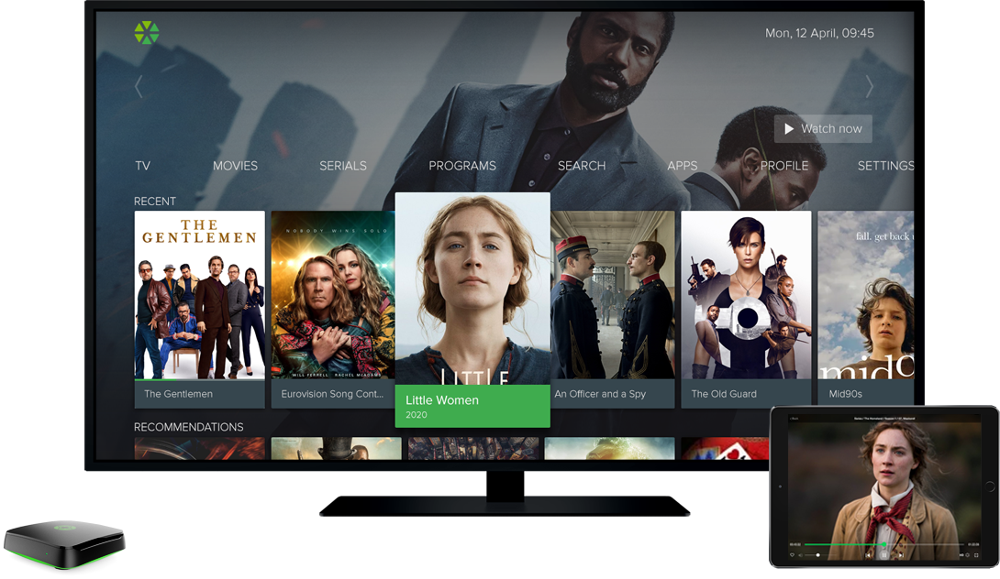 Mon, 12 April, 09:45
Watch now
TV MOVIES SERIALS PROGRAMS SEARCH APPS PROFILE SETTINGS
RECENT
THE
GENTLEMEN
NOBODY WINS SOLO
fall. get back u
WILL FERRELL RACHEL McADAMS
LITTLE
mid
The Gentlemen
Eurovision Song Cont...
Little Women
2020
An Officer and a Spy
The Old Guard
Mid90s
RECOMMENDATIONS